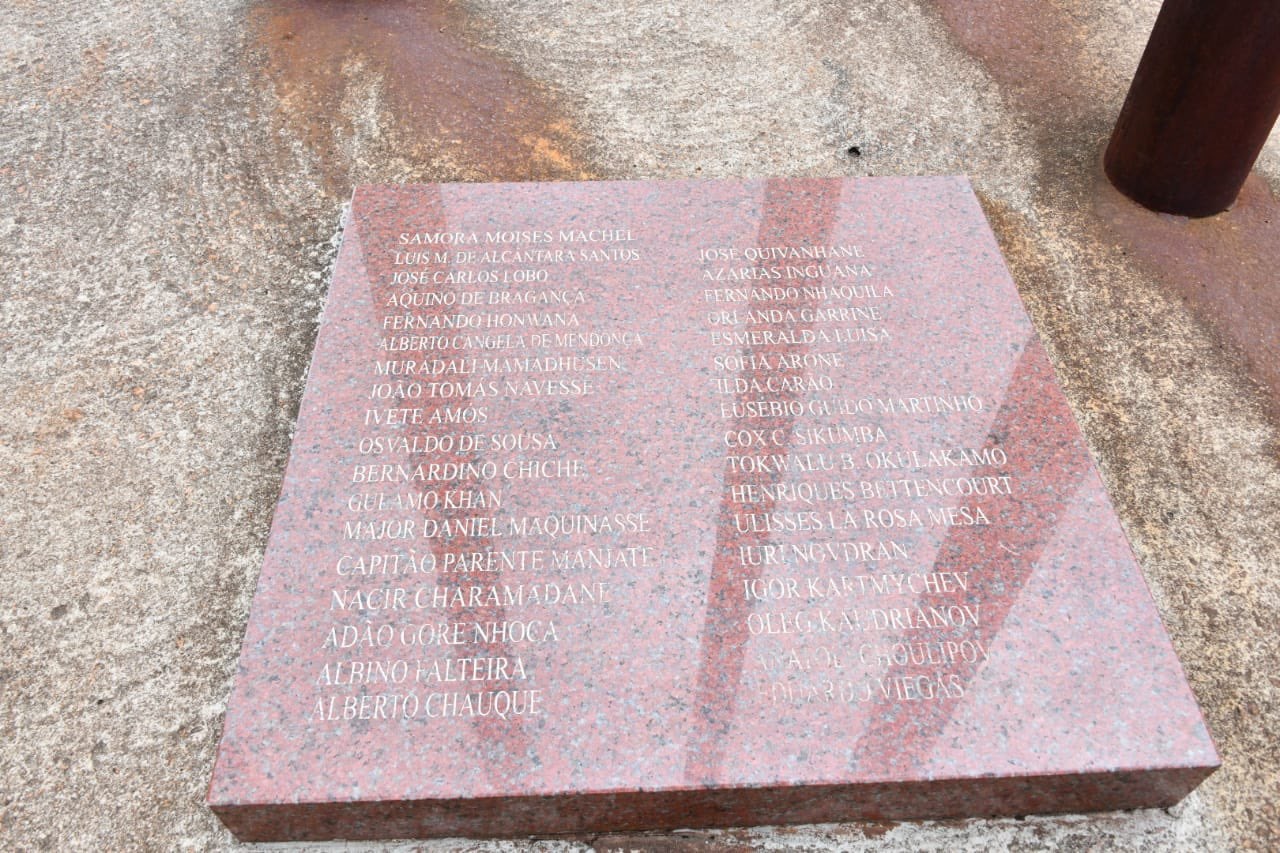 SAMORA MOISES MACHEL
LUIS M. DE ALCANTARA SANTOS
JOSÉ CARLOS LOBO
AQUINO DE BRAGANÇA
FERNANDO HONWANA
ALBERTO CANGELA DE MENDONÇA
MURADALI MAMADHUSEN
JOÃO TOMÁS NAVESSE
IVETE AMOS
OSVALDO DE SOUSA
BERNARDINO CHICHE
GULAMO KHAN
MAJOR DANIEL MAQUINASSE
CAPITÃO PARENTE MANJATE
NACIR CHARAMADANE
ADÃO GORE NHOCA
ALBINO FALTEIRA
ALBERTO CHAUQUE
JOSE QUIVANHANE
AZARIAS INGUANA
FERNANDO NHAQUILA
ORLANDA GARRINE
ESMERALDA LUISA
SOFIA ARONE
ILDA CARÃO
EUSÉBIO GUIDO MARTINHO
COX C. SIKUMBA
TOKWALU B. OKULAKAMO
HENRIQUES BETTENCOURT
ULISSES LA ROSA MESA
IURI NOVDRAN
IGOR KARTMYCHEV
OLEG KAUDRIANOV
ANATOLI CHOULIPOV
EDUARDO VIEGAS